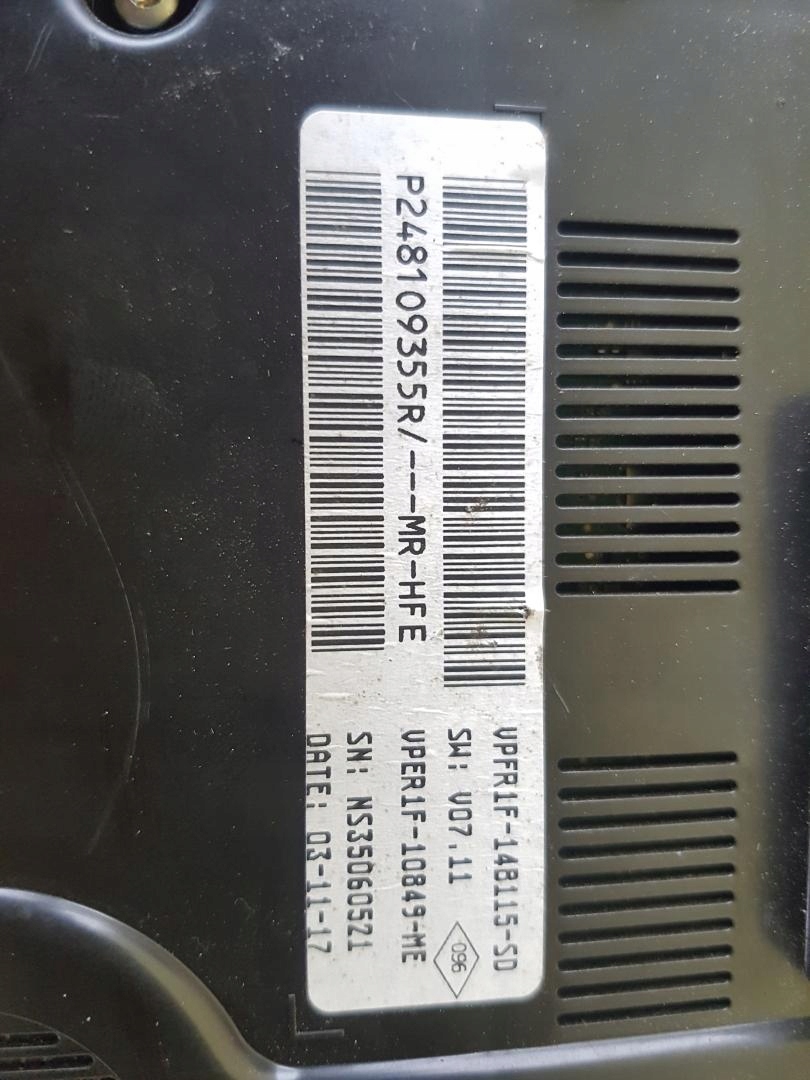 VPFR1F-14B115-SD
SW: V07.11
096
P248109355R/---MR-HFE
VPER1F-10849-ME
SN: NS35060521
DATE: 03-11-17